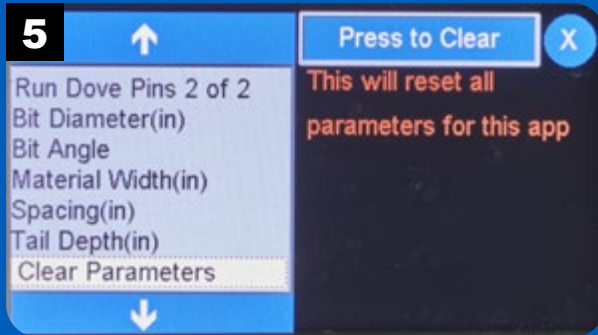 5
Run Dove Pins 2 of 2
Bit Diameter(in)
Bit Angle
Material Width(in)
Spacing(in)
Tail Depth(in)
Clear Parameters
Press to Clear
X
This will reset all
parameters for this app